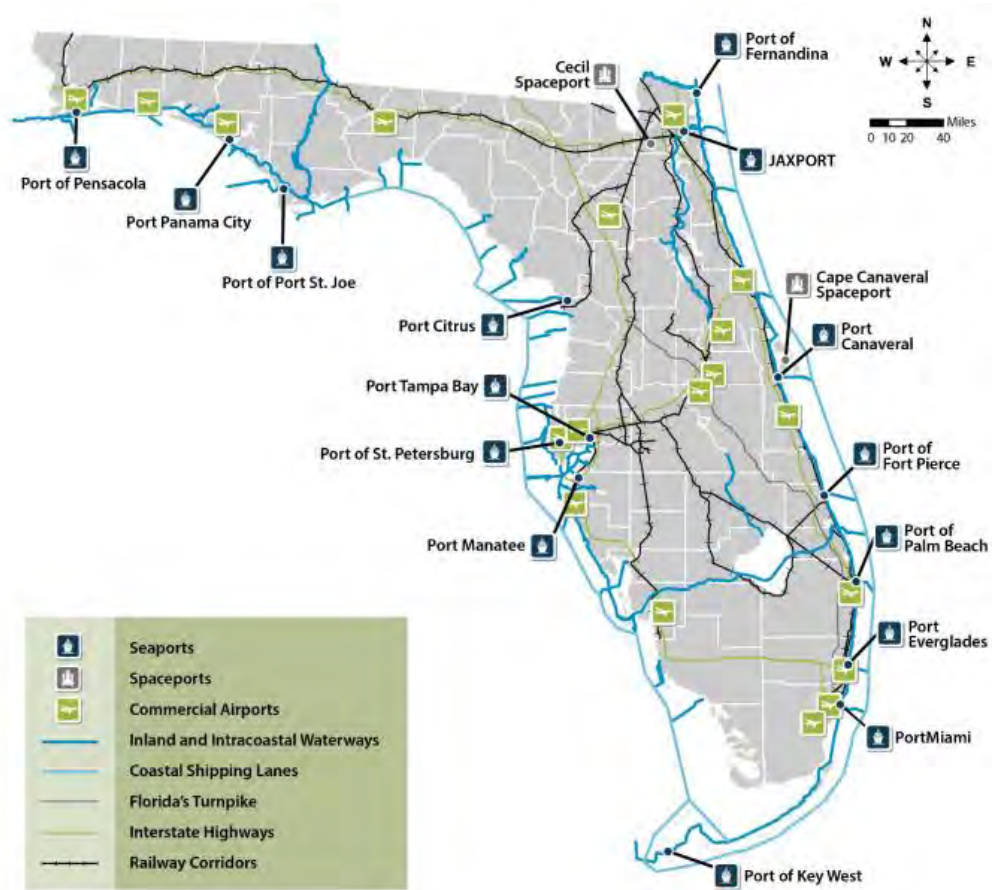 N
W E
S
Miles
0 10 20 40
Port of
Fernandina
Cecil
Spaceport
JAXPORT
Port of Pensacola
Port Panama City
Port of Port St. Joe
Cape Canaveral
Spaceport
Port Citrus
Port
Canaveral
Port Tampa Bay
Port of St. Petersburg
Port of
Fort Pierce
Port Manatee
Port of
Palm Beach
Port
Everglades
PortMiami
Port of Key West
Seaports
Spaceports
Commercial Airports
Inland and Intracoastal Waterways
Coastal Shipping Lanes
Florida's Turnpike
Interstate Highways
Railway Corridors